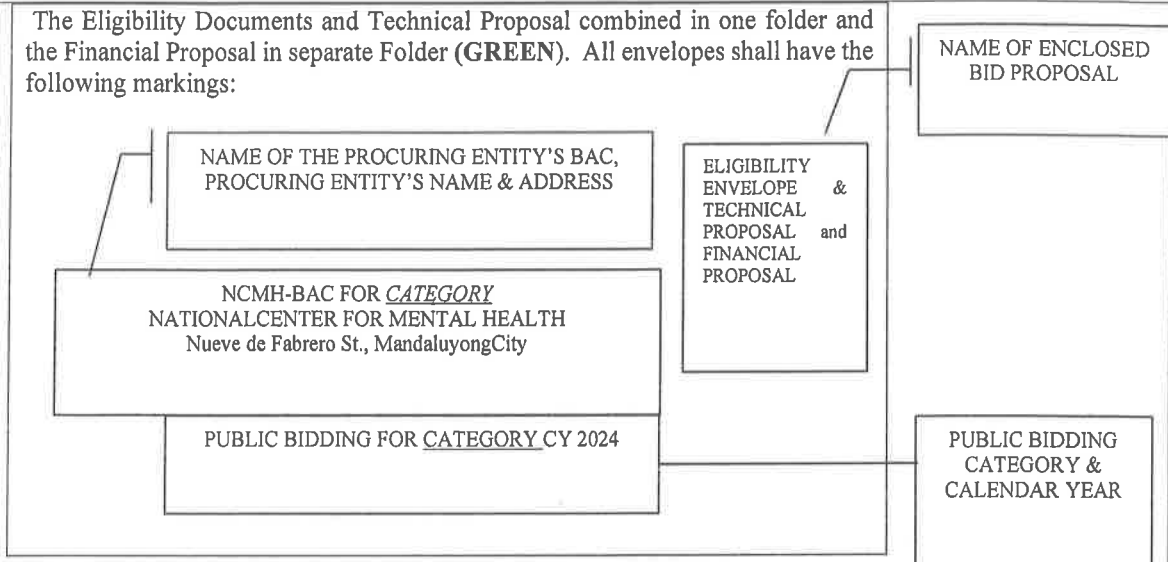 The Eligibility Documents and Technical Proposal combined in one folder and
the Financial Proposal in separate Folder (GREEN). All envelopes shall have the
following markings:
NAME OF ENCLOSED
BID PROPOSAL
NAME OF THE PROCURING ENTITY'S BAC,
PROCURING ENTITY'S NAME & ADDRESS
ELIGIBILITY
ENVELOPE &
TECHNICAL
PROPOSAL and
FINANCIAL
PROPOSAL
NCMH-BAC FOR CATEGORY
NATIONALCENTER FOR MENTAL HEALTH
Nueve de Fabrero St., MandaluyongCity
PUBLIC BIDDING FOR CATEGORY CY 2024
PUBLIC BIDDING
CATEGORY &
CALENDAR YEAR